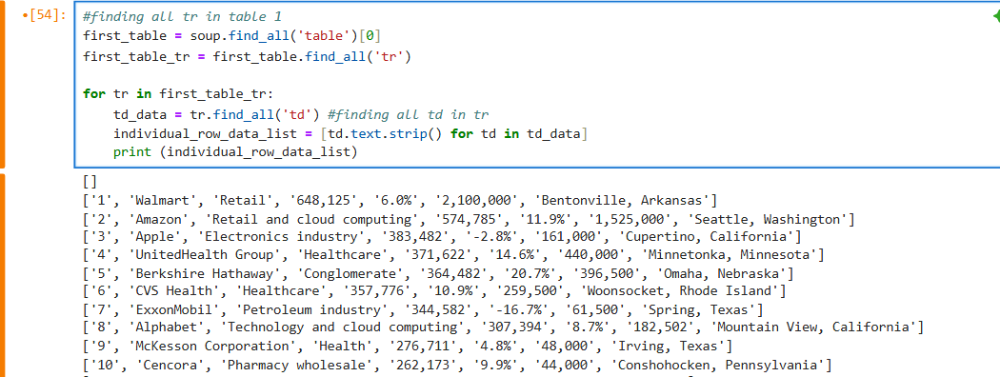 •[54]:
#finding all tr in table 1
first_table = soup.find_all('table')[0]
first_table_tr = first_table.find_all('tr')
for tr in first_table_tr:
    td_data = tr.find_all('td') #finding all td in tr
    individual_row_data_list = [td.text.strip() for td in td_data]
    print (individual_row_data_list)
[]
['1', 'Walmart', 'Retail', '648,125', '6.0%', '2,100,000', 'Bentonville, Arkansas']
['2', 'Amazon', 'Retail and cloud computing', '574,785', '11.9%', '1,525,000', 'Seattle, Washington']
['3', 'Apple', 'Electronics industry', '383,482', '-2.8%', '161,000', 'Cupertino, California']
['4', 'UnitedHealth Group', 'Healthcare', '371,622', '14.6%', '440,000', 'Minnetonka, Minnesota']
['5', 'Berkshire Hathaway', 'Conglomerate', '364,482', '20.7%', '396,500', 'Omaha, Nebraska']
['6', 'CVS Health', 'Healthcare', '357,776', '10.9%', '259,500', 'Woonsocket, Rhode Island']
['7', 'ExxonMobil', 'Petroleum industry', '344,582', '-16.7%', '61,500', 'Spring, Texas']
['8', 'Alphabet', 'Technology and cloud computing', '307,394', '8.7%', '182,502', 'Mountain View, California']
['9', 'McKesson Corporation', 'Health', '276,711', '4.8%', '48,000', 'Irving, Texas']
['10', 'Cencora', 'Pharmacy wholesale', '262,173', '9.9%', '44,000', 'Conshohocken, Pennsylvania']